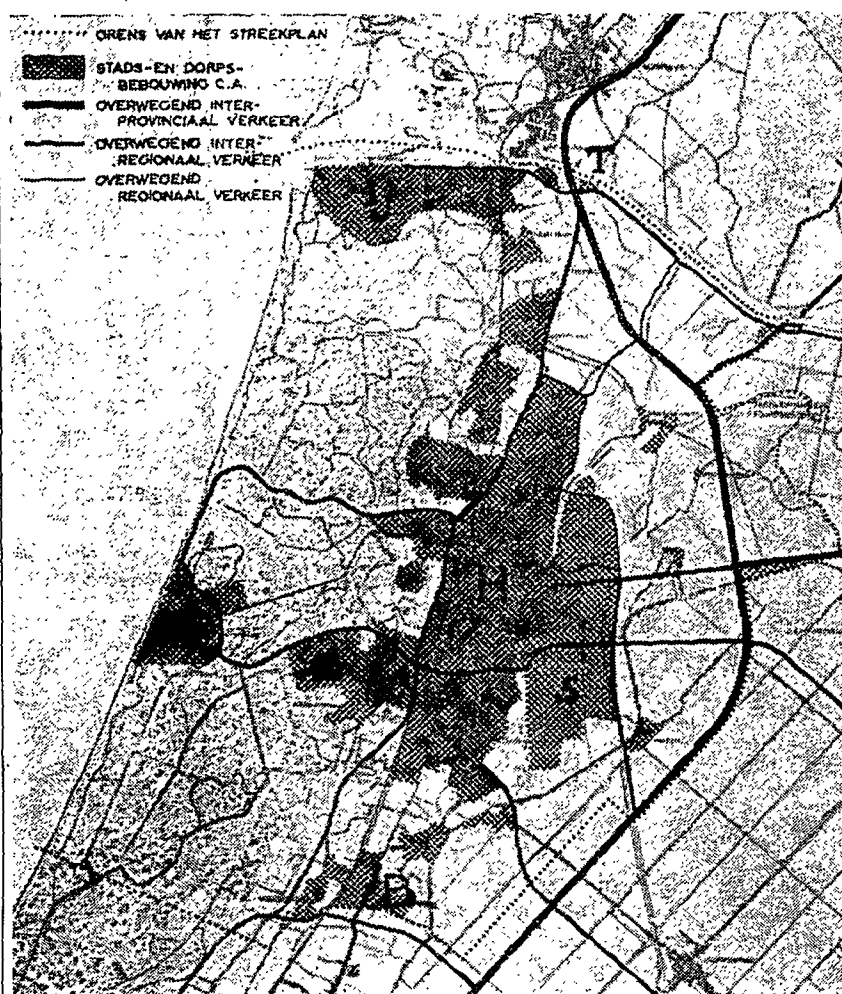 GRENS VAN HET STREEKPLAN
STADS-EN DORPS-
BEBOUWING C.A.
OVERWEGEND INTER-
PROVINCIAAL VERKEER
OVERWEGEND INTER-
REGIONAAL VERKEER
OVERWEGEND
REGIONAAL VERKEER
T
IJ
H
S
B